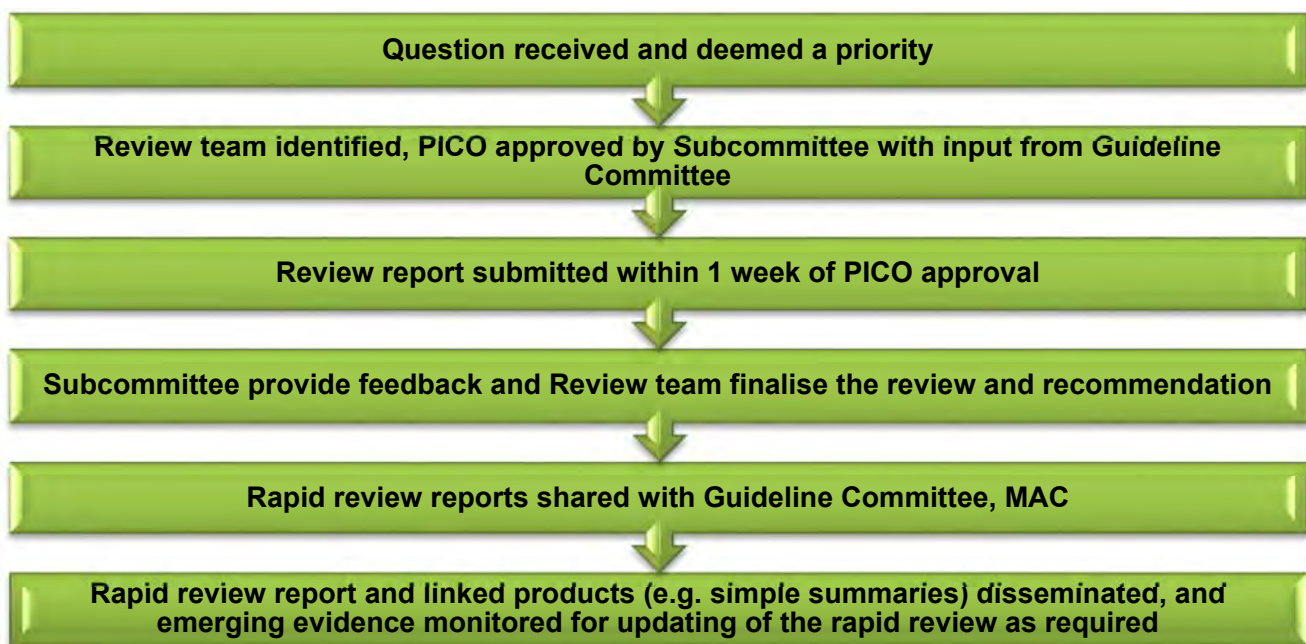 Question received and deemed a priority
Review team identified, PICO approved by Subcommittee with input from Guideline
Committee
Review report submitted within 1 week of PICO approval
Subcommittee provide feedback and Review team finalise the review and recommendation
Rapid review reports shared with Guideline Committee, MAC
Rapid review report and linked products (e.g. simple summaries) disseminated, and
emerging evidence monitored for updating of the rapid review as required